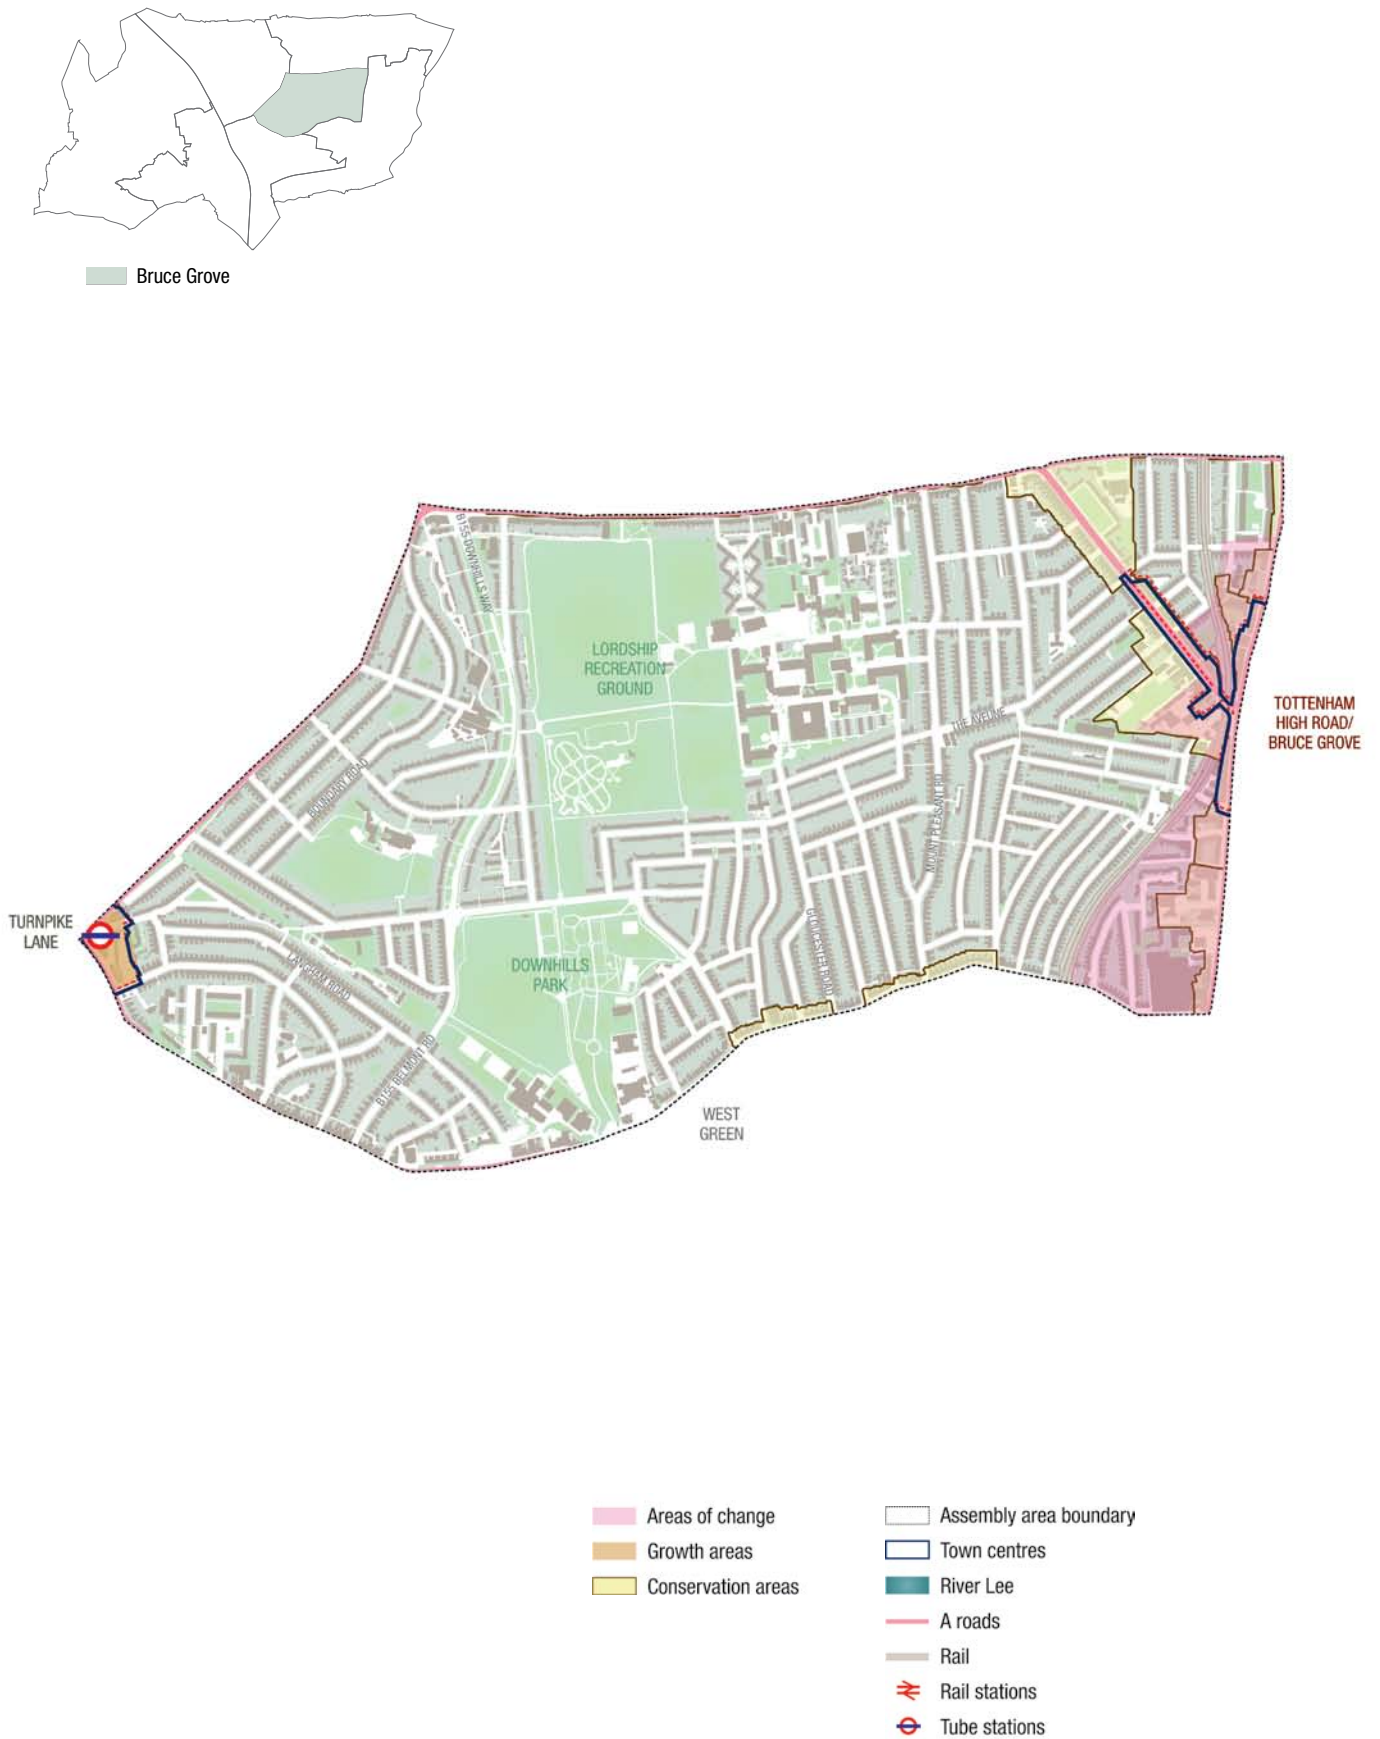 Bruce Grove
B155 DOWNHILLS WAY
LORDSHIP
RECREATION
GROUND
TOTTENHAM
HIGH ROAD/
BRUCE GROVE
THE AVENUE
BOUNDARY ROAD
MOUNT PLEASANT RD
TURNPIKE
LANE
GLOUCESTER ROAD
LANGHAM ROAD
DOWNHILLS
PARK
B155 BELMONT RD
WEST
GREEN
Areas of change
Growth areas
Conservation areas
Assembly area boundary
Town centres
River Lee
A roads
Rail
Rail stations
Tube stations